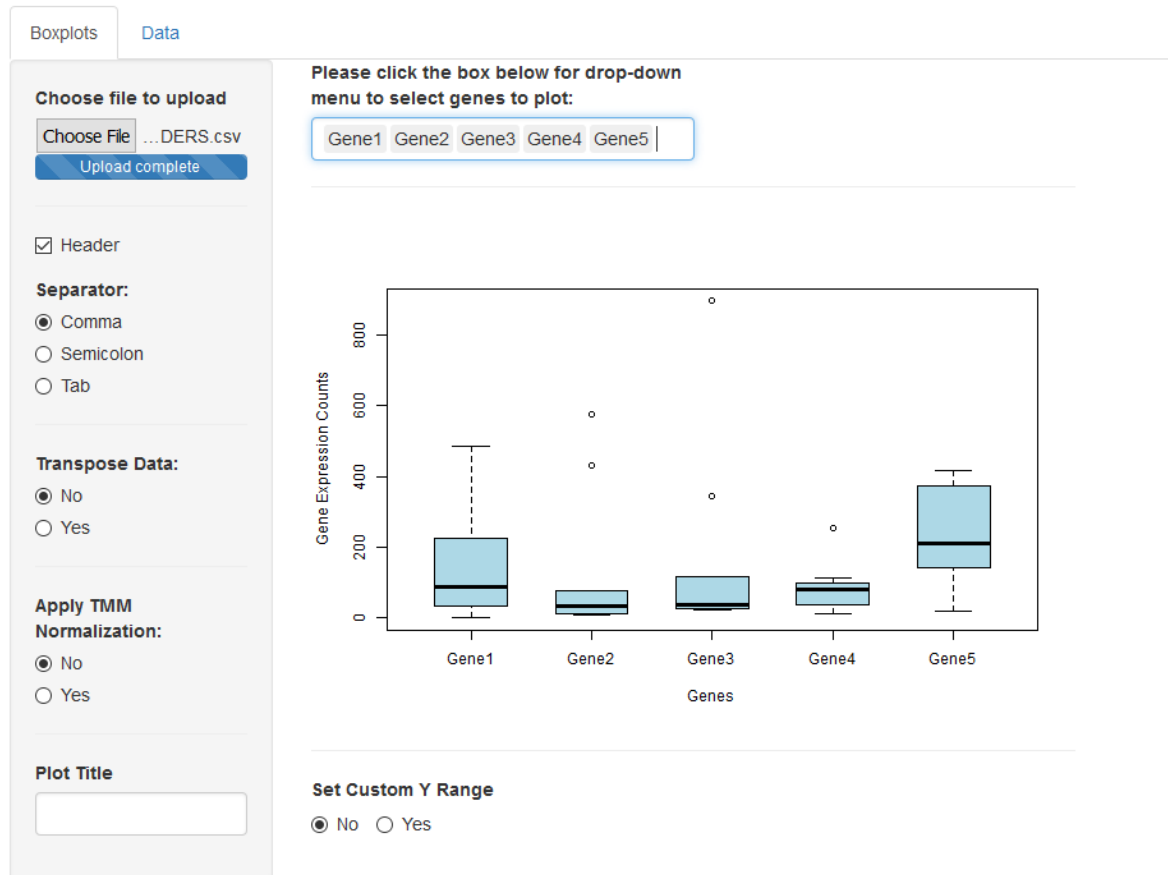 Boxplots Data
Choose file to upload
Choose File ...DERS.csv
Upload complete
Header
Separator:
Comma
Semicolon
Tab
Transpose Data:
No
Yes
Apply TMM
Normalization:
No
Yes
Plot Title
Please click the box below for drop-down
menu to select genes to plot:
Gene1 Gene2 Gene3 Gene4 Gene5
Gene Expression Counts
800
600
400
200
0
Gene1 Gene2 Gene3 Gene4 Gene5
Genes
Set Custom Y Range
No Yes